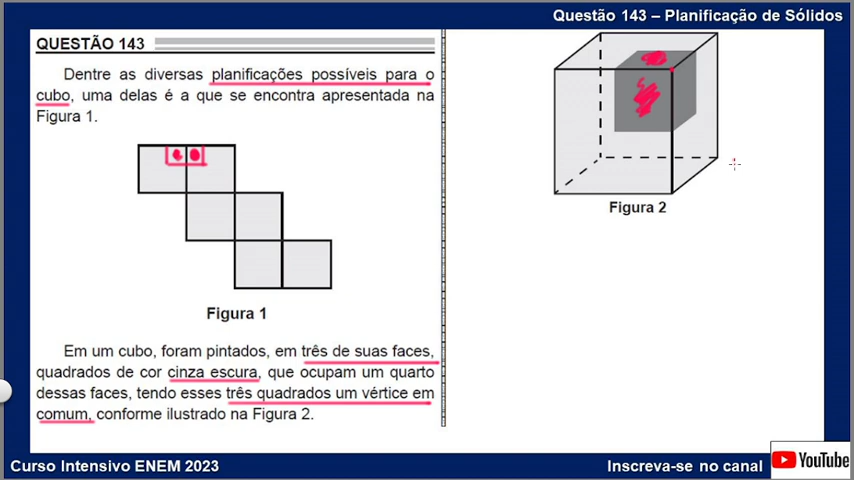 Questão 143 – Planificação de Sólidos
QUESTÃO 143
Dentre as diversas planificações possíveis para o
cubo, uma delas é a que se encontra apresentada na
Figura 1.
Figura 1
Em um cubo, foram pintados, em três de suas faces,
quadrados de cor cinza escura, que ocupam um quarto
dessas faces, tendo esses três quadrados um vértice em
comum, conforme ilustrado na Figura 2.
Figura 2
Curso Intensivo ENEM 2023
Inscreva-se no canal
YouTube